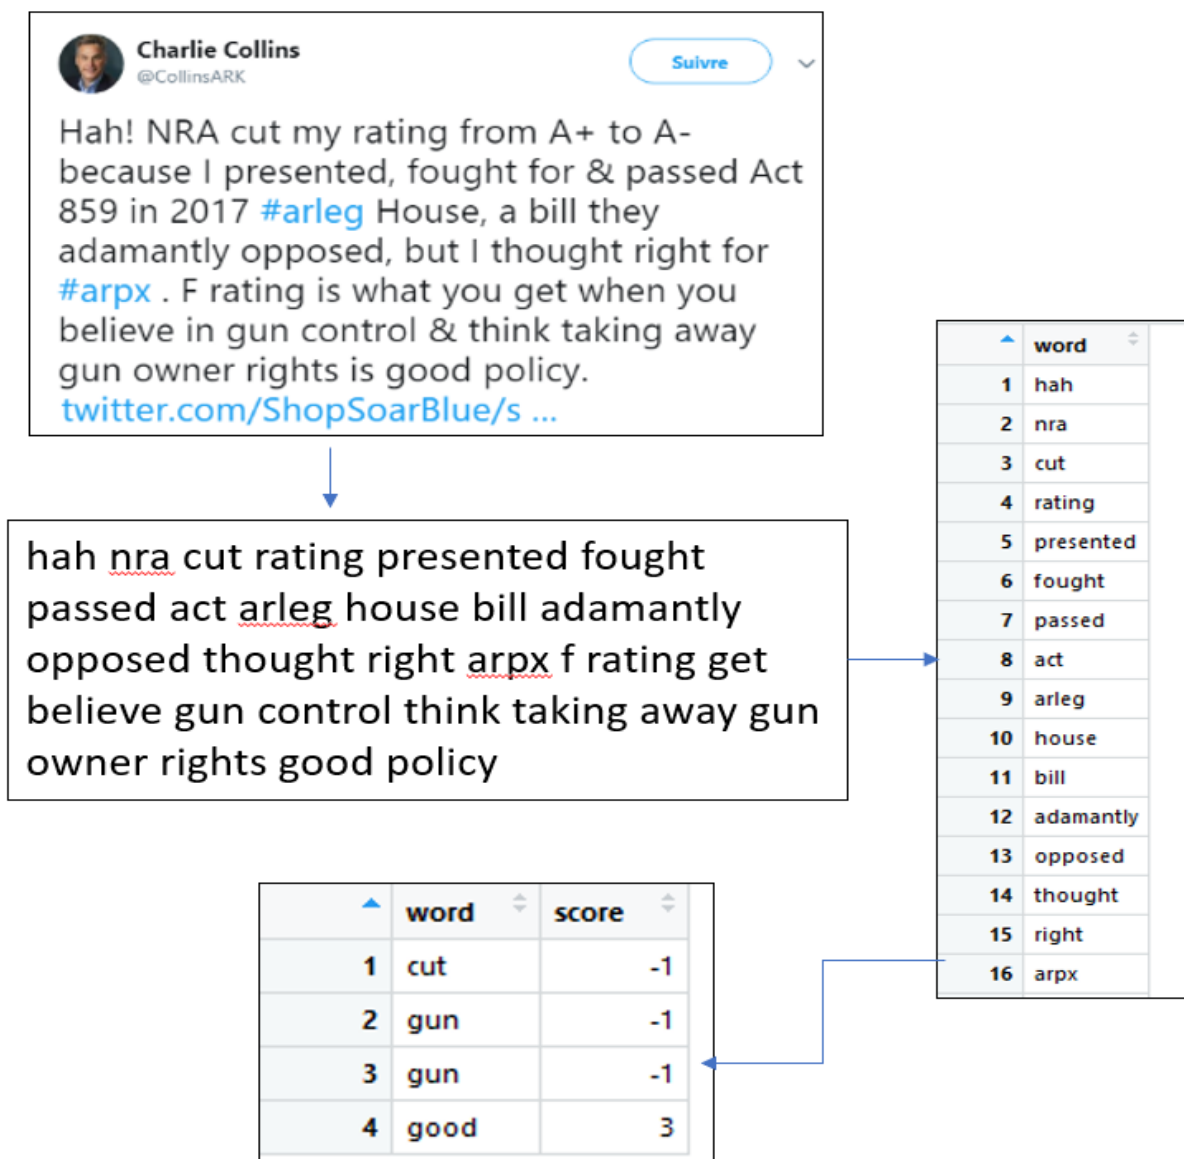 Charlie Collins
@CollinsARK
Suivre
Hah! NRA cut my rating from A+ to A-
because I presented, fought for & passed Act
859 in 2017 #arleg House, a bill they
adamantly opposed, but I thought right for
#arpx . F rating is what you get when you
believe in gun control & think taking away
gun owner rights is good policy.
twitter.com/ShopSoarBlue/s ...
hah nra cut rating presented fought
passed act arleg house bill adamantly
opposed thought right arpx f rating get
believe gun control think taking away gun
owner rights good policy
word
1 hah
2 nra
3 cut
4 rating
5 presented
6 fought
7 passed
8 act
9 arleg
10 house
11 bill
12 adamantly
13 opposed
14 thought
15 right
16 arpx
word score
1 cut -1
2 gun -1
3 gun -1
4 good 3